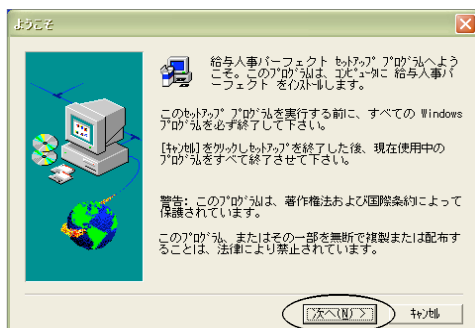 ようこそ
給与人事パーフェクト ｾｯﾄｱｯﾌﾟ ﾌﾟﾛｸﾞﾗﾑへよう
こそ。このﾌﾟﾛｸﾞﾗﾑは、ｺﾝﾋﾟｭｰﾀに 給与人事パ
ーフェクト をｲﾝｽﾄｰﾙします。
このｾｯﾄｱｯﾌﾟ ﾌﾟﾛｸﾞﾗﾑを実行する前に、すべての Windows
ﾌﾟﾛｸﾞﾗﾑを必ず終了して下さい。
[ｷｬﾝｾﾙ]をｸﾘｯｸしｾｯﾄｱｯﾌﾟを終了した後、現在使用中の
ﾌﾟﾛｸﾞﾗﾑをすべて終了させて下さい。
警告: このﾌﾟﾛｸﾞﾗﾑは、著作権法および国際条約によって
保護されています。
このﾌﾟﾛｸﾞﾗﾑ、またはその一部を無断で複製または配布す
ることは、法律により禁止されています。
次へ(N) >
ｷｬﾝｾﾙ